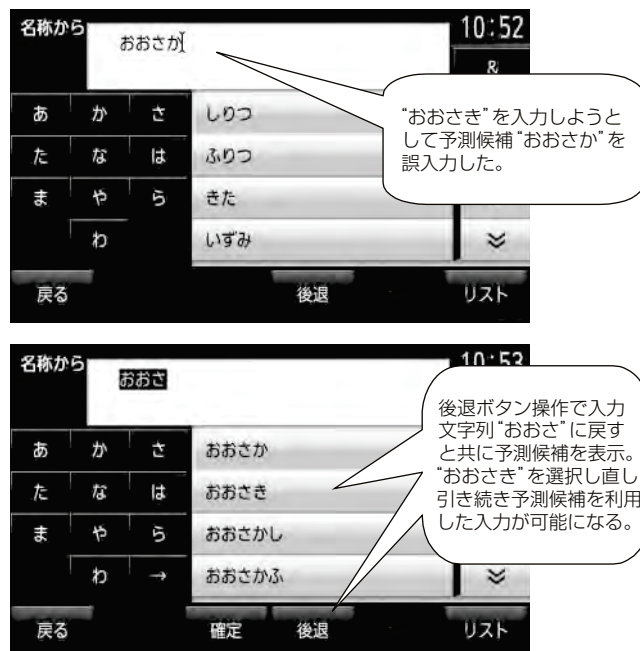 名称から
おおさか
10:52
&
あ か さ
しりつ
た な は
ふりつ
ま や ら
きた
わ
いずみ
戻る 後退 リスト
“おおさき”を入力しようと
して予測候補“おおさか”を
誤入力した。
名称から
おおさ
10:53
あ か さ
おおさか
た な は
おおさき
ま や ら
おおさかし
わ →
おおさかふ
戻る 確定 後退 リスト
後退ボタン操作で入力
文字列“おおさ”に戻す
と共に予測候補を表示。
“おおさき”を選択し直し
引き続き予測候補を利用
した入力が可能になる。